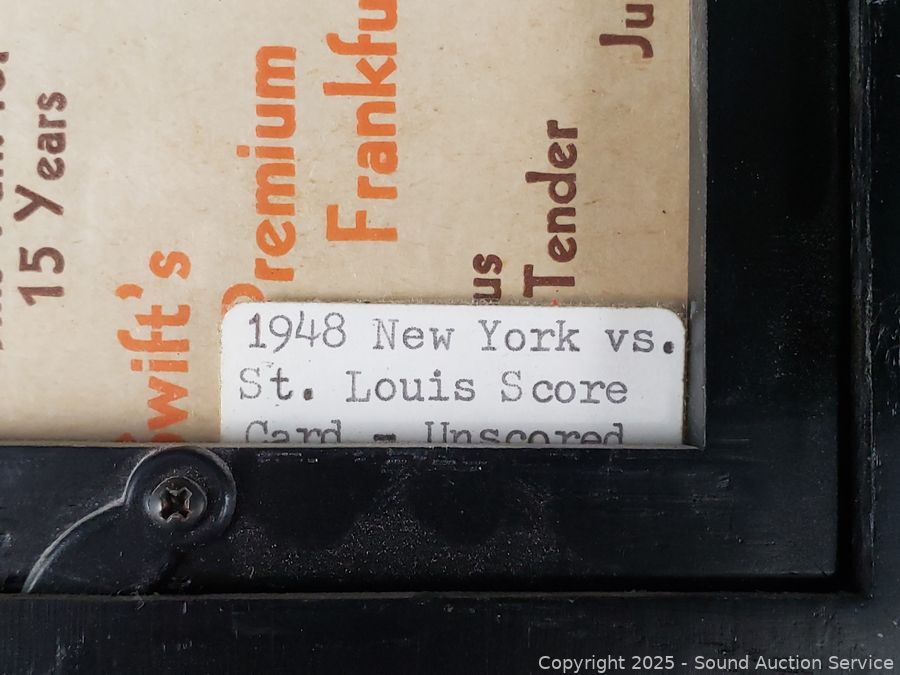 15 Years
Swift's
Premium
Tender
1948 New York vs.
St. Louis Score
Card - Unscored
Copyright 2025 - Sound Auction Service